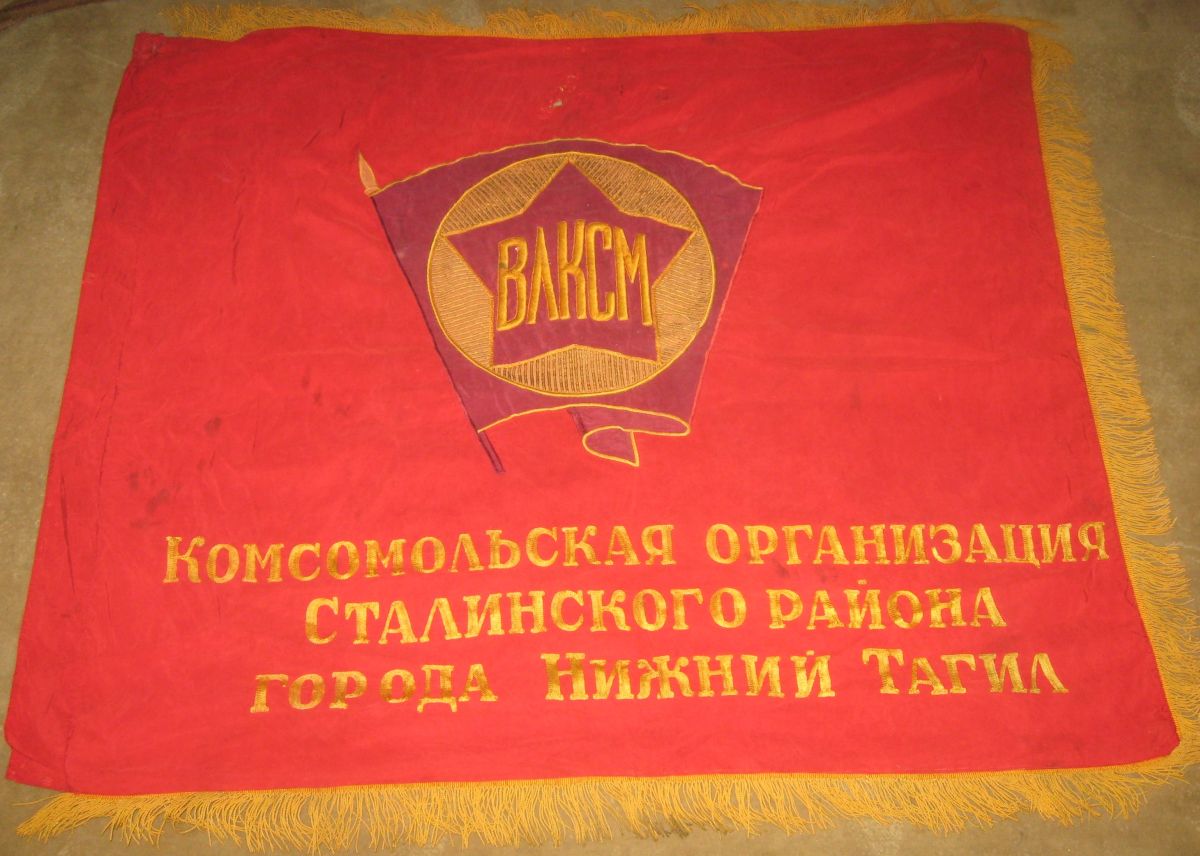 ВЛКСМ
Комсомольская организация
Сталинского района
города Нижний Тагил